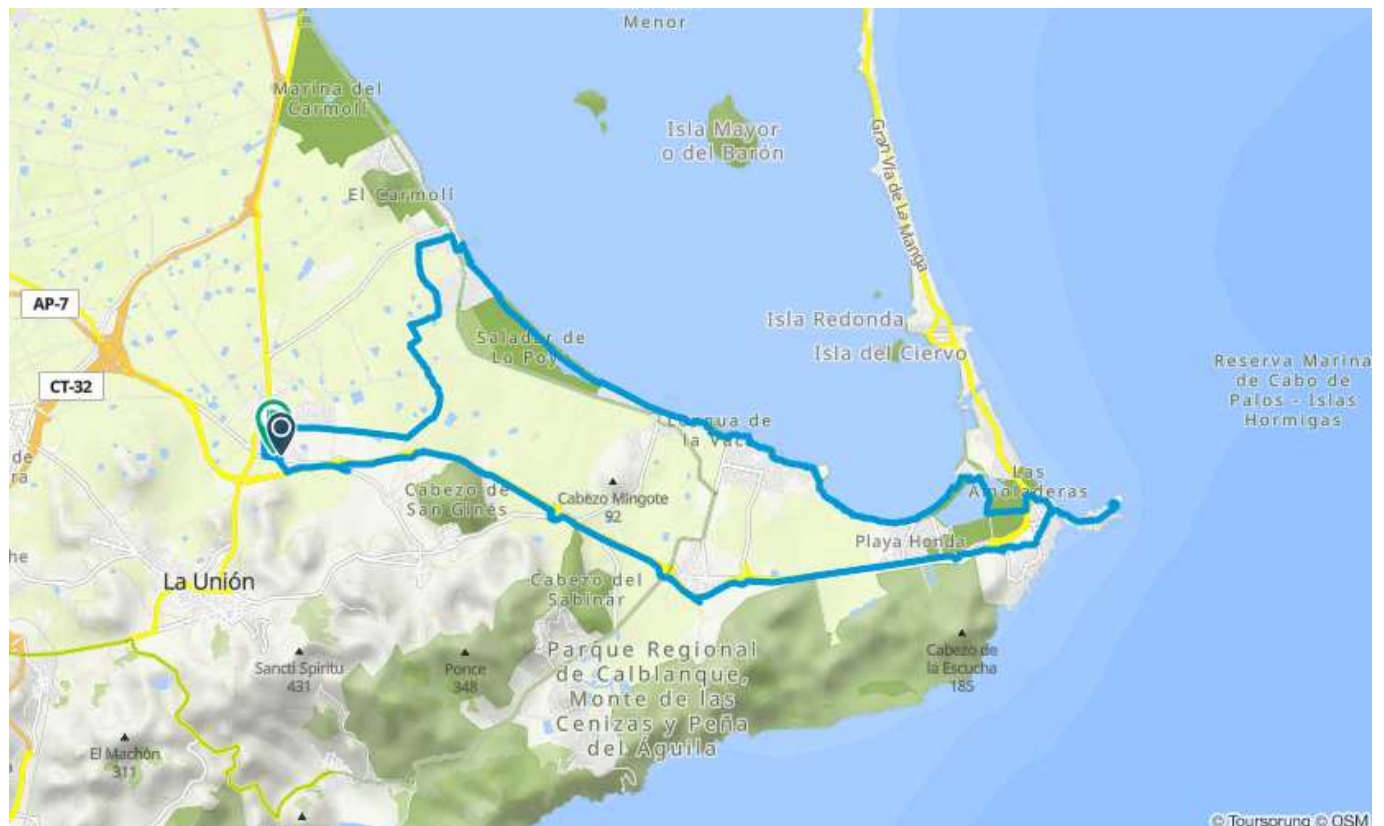 Menor
Marina del
Carmolí
Isla Mayor
o del Barón
El Carmolí
Gran Vía de La Manga
AP-7
Isla Redonda
Salador de
Lo Poyo
Isla del Ciervo
CT-32
Reserva Marina
de Cabo de
Palos - Islas
Hormigas
Lengua de
la Vaca
de
ra
Las
Amoladeras
Cabezo de
San Ginés
Cabezo Mingote
92
Playa Honda
he
La Unión
Cabezo del
Sabinar
Sancti Spiritu
431
Ponce
348
Parque Regional
de Calblanque,
Monte de las
Cenizas y Peña
del Águila
Cabezo de
la Escucha
185
El Machón
311
© Toursprung © OSM